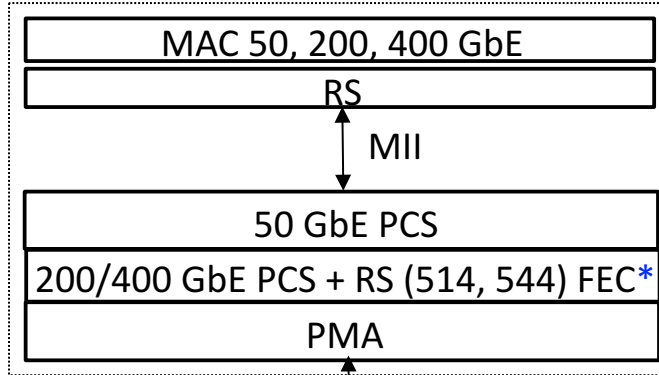 MAC 50, 200, 400 GbE
RS
MII
50 GbE PCS
200/400 GbE PCS + RS (514, 544) FEC*
PMA